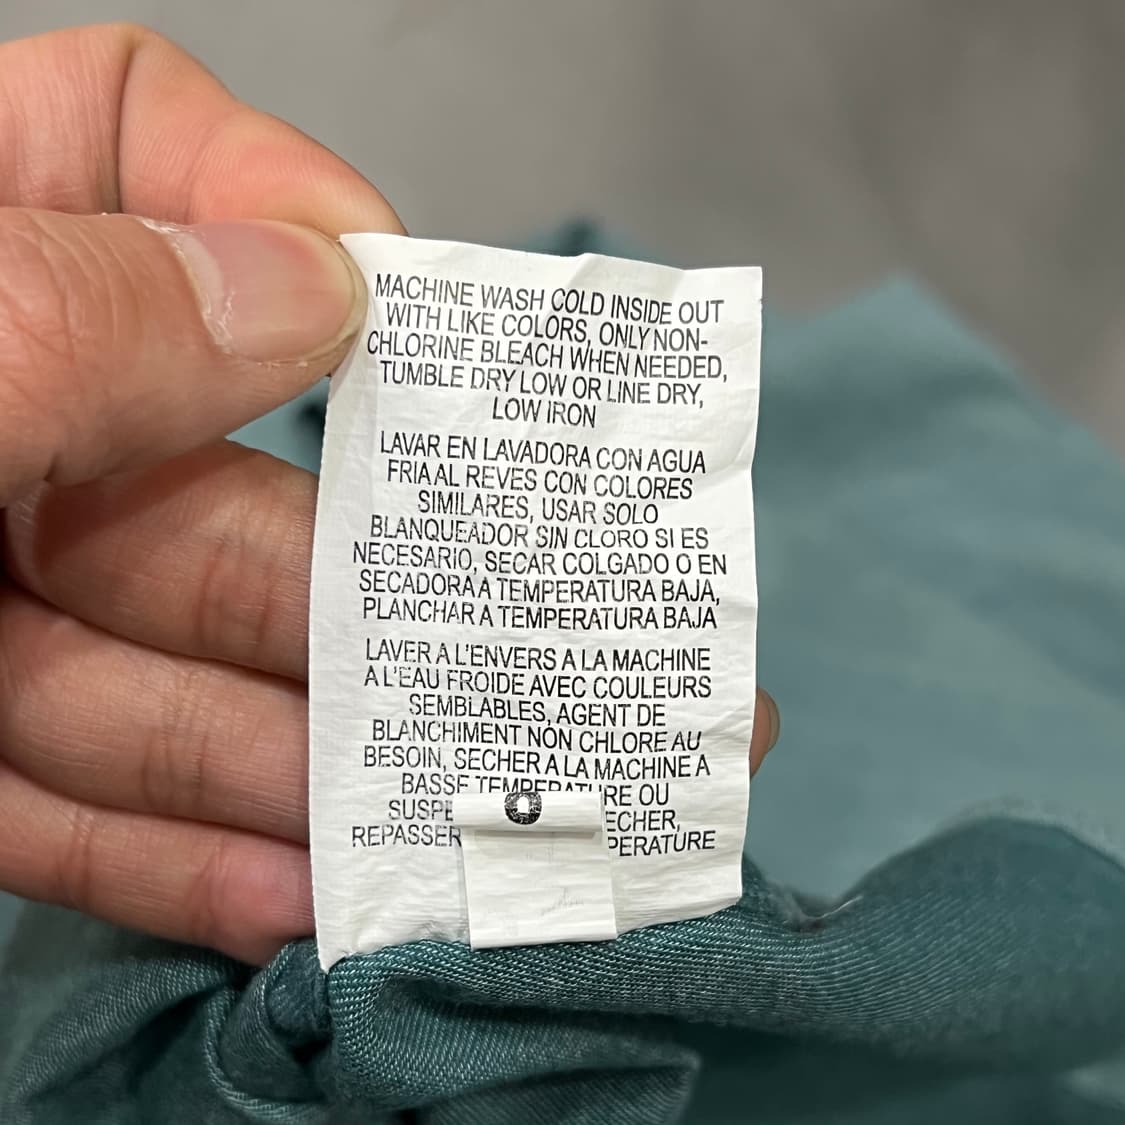 MACHINE WASH COLD INSIDE OUT
WITH LIKE COLORS, ONLY NON-
CHLORINE BLEACH WHEN NEEDED,
TUMBLE DRY LOW OR LINE DRY,
LOW IRON
LAVAR EN LAVADORA CON AGUA
FRIA AL REVES CON COLORES
SIMILARES, USAR SOLO
BLANQUEADOR SIN CLORO SI ES
NECESARIO, SECAR COLGADO O EN
SECADORA A TEMPERATURA BAJA,
PLANCHAR A TEMPERATURA BAJA
LAVER A L'ENVERS A LA MACHINE
A L'EAU FROIDE AVEC COULEURS
SEMBLABLES, AGENT DE
BLANCHIMENT NON CHLORE AU
BESOIN, SECHER A LA MACHINE A
BASSE TEMPERATURE OU
REPASSER